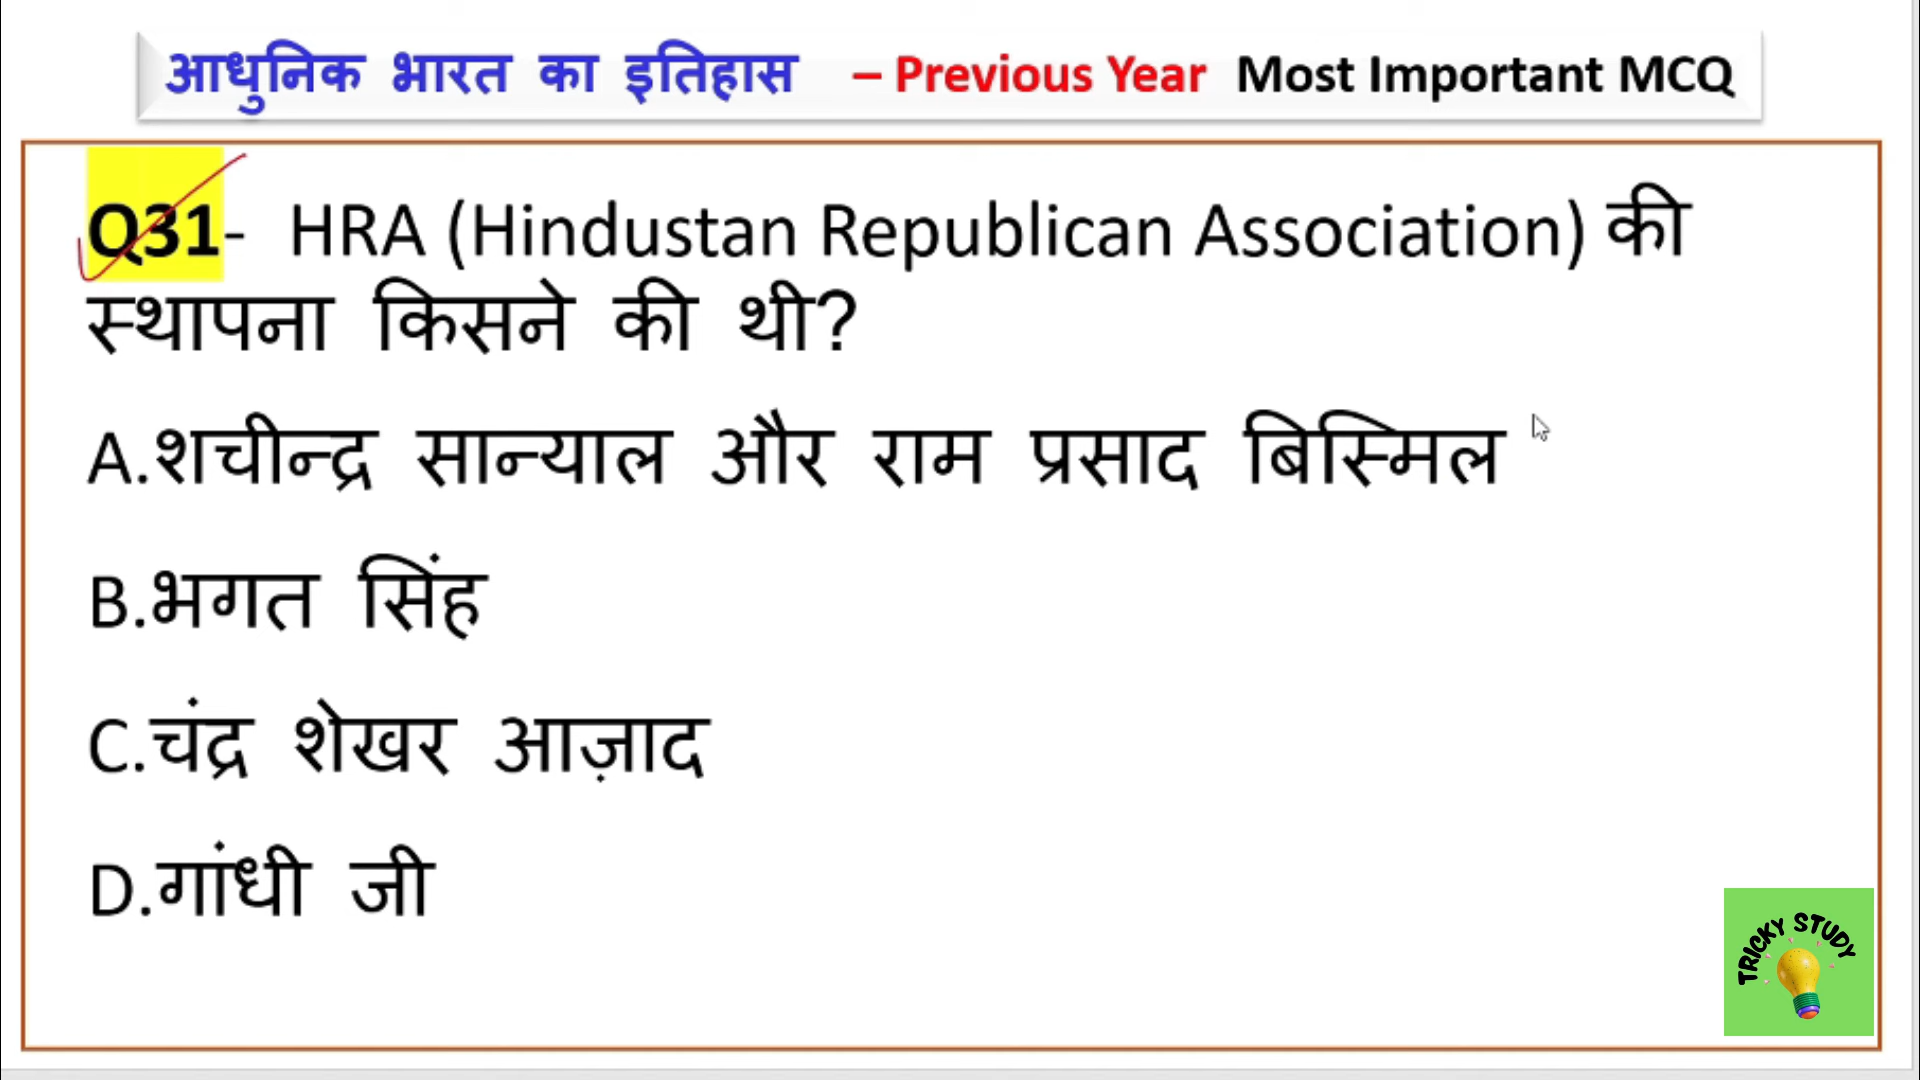 आधुनिक भारत का इतिहास – Previous Year Most Important MCQ
Q31- HRA (Hindustan Republican Association) की
स्थापना किसने की थी?
A.शचीन्द्र सान्याल और राम प्रसाद बिस्मिल
B.भगत सिंह
C.चंद्र शेखर आज़ाद
D.गांधी जी
TRICKY STUDY